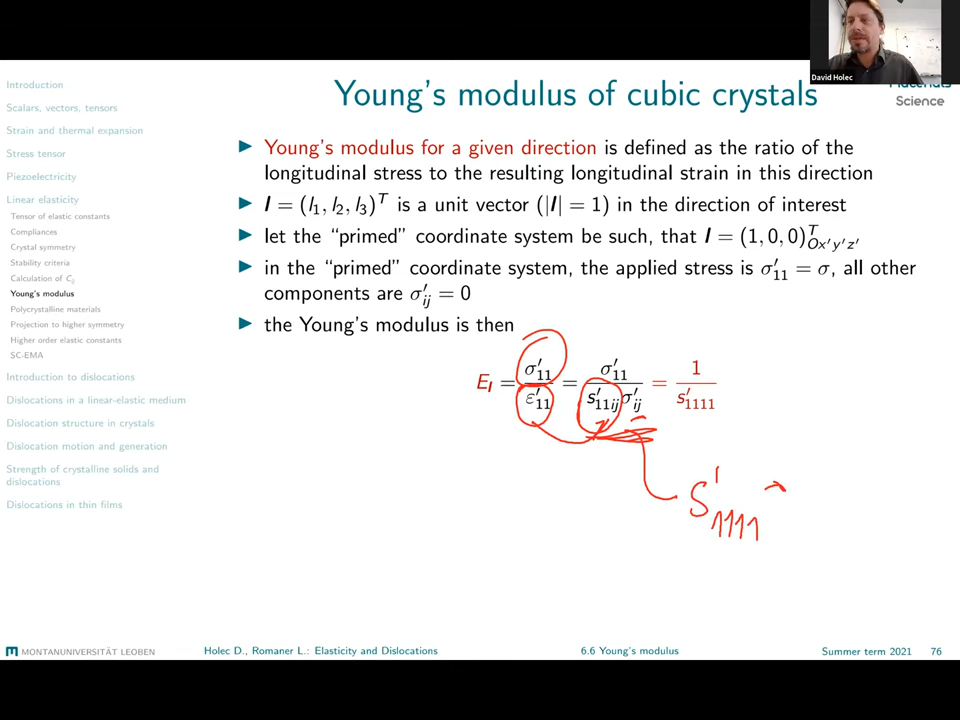 David Holec
Materials
Science
Introduction
Scalars, vectors, tensors
Strain and thermal expansion
Stress tensor
Piezoelectricity
Linear elasticity
Tensor of elastic constants
Compliances
Crystal symmetry
Stability criteria
Calculation of Cij
Young's modulus
Polycrystalline materials
Projection to higher symmetry
Higher order elastic constants
SC-EMA
Introduction to dislocations
Dislocations in a linear-elastic medium
Dislocation structure in crystals
Dislocation motion and generation
Strength of crystalline solids and
dislocations
Dislocations in thin films
Young's modulus of cubic crystals
▶ Young's modulus for a given direction is defined as the ratio of the
longitudinal stress to the resulting longitudinal strain in this direction
▶ l = (l₁, l₂, l₃)ᵀ is a unit vector (|l| = 1) in the direction of interest
▶ let the “primed” coordinate system be such, that l = (1, 0, 0)ᵀOx′y′z′
▶ in the “primed” coordinate system, the applied stress is σ′11 = σ, all other
components are σ′ij = 0
▶ the Young's modulus is then
El = σ′11 / ε′11 = σ′11 / s′11ij σ′ij = 1 / s′1111
S′1111
MONTANUNIVERSITÄT LEOBEN
Holec D., Romaner L.: Elasticity and Dislocations
6.6 Young's modulus
Summer term 2021 76